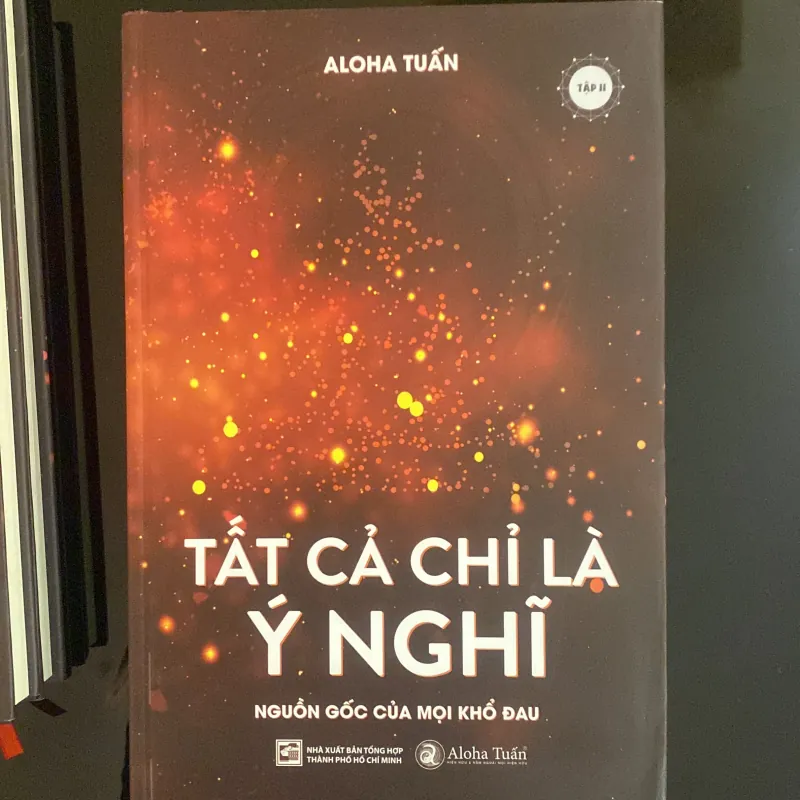 ALOHA TUẤN
TẬP II
TẤT CẢ CHỈ LÀ
Ý NGHĨ
NGUỒN GỐC CỦA MỌI KHỔ ĐAU
NHÀ XUẤT BẢN TỔNG HỢP
THÀNH PHỐ HỒ CHÍ MINH
Aloha Tuấn